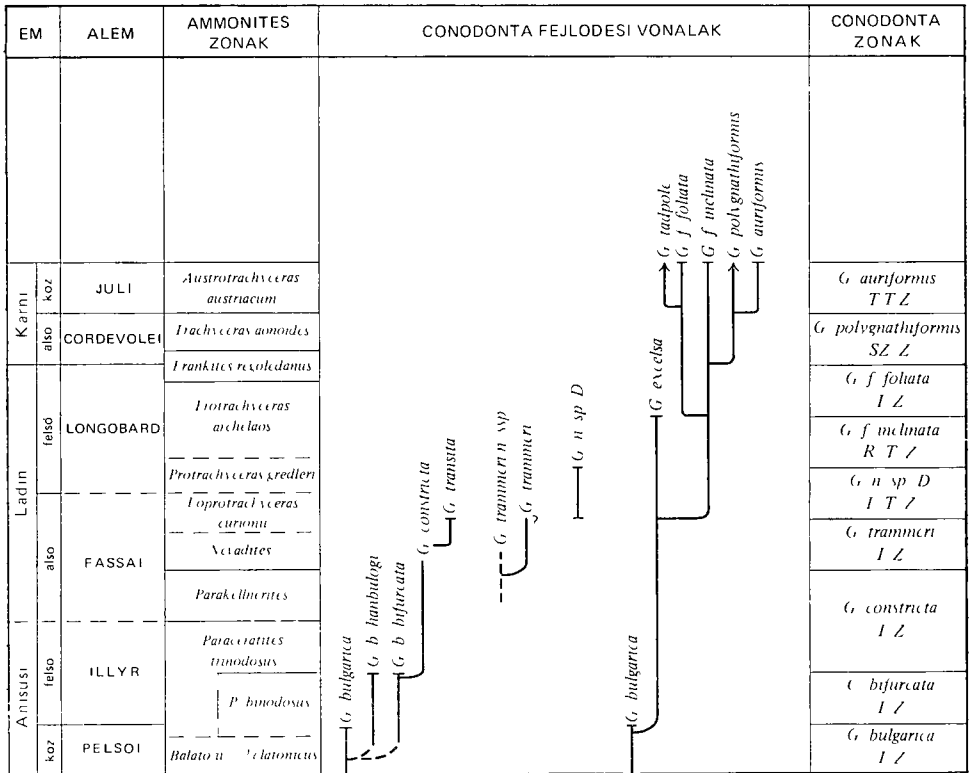 EM
ALEM
AMMONITES
ZONAK
CONODONTA FEJLODESI VONALAK
CONODONTA
ZONAK
G tadpole
G f foliata
G f inclinata
G polygnathiformis
G auriformis
Karni
koz
JULI
Austrotrachyceras
austriacum
G auriformis
T T Z
also
CORDEVOLEI
Trachyceras aonoides
G polygnathiformis
SZ Z
Frankites regoledanus
Ladin
felső
LONGOBARD
Protrachyceras
archelaos
G excelsa
G f foliata
I Z
G f inclinata
R T Z
Protrachyceras gredleri
G n sp D
G n sp D
I T Z
also
FASSAI
Eoprotrachyceras
curionii
G constricta
G transita
G trammeri n ssp
G trammeri
G trammeri
I Z
Nevadites
Parakellnerites
G constricta
I Z
Anisusi
felso
ILLYR
Paraceratites
trinodosus
P binodosus
G bulgarica
G b hanbulogi
G b bifurcata
G bulgarica
bifurcata
I Z
koz
PELSOI
G bulgarica
I Z